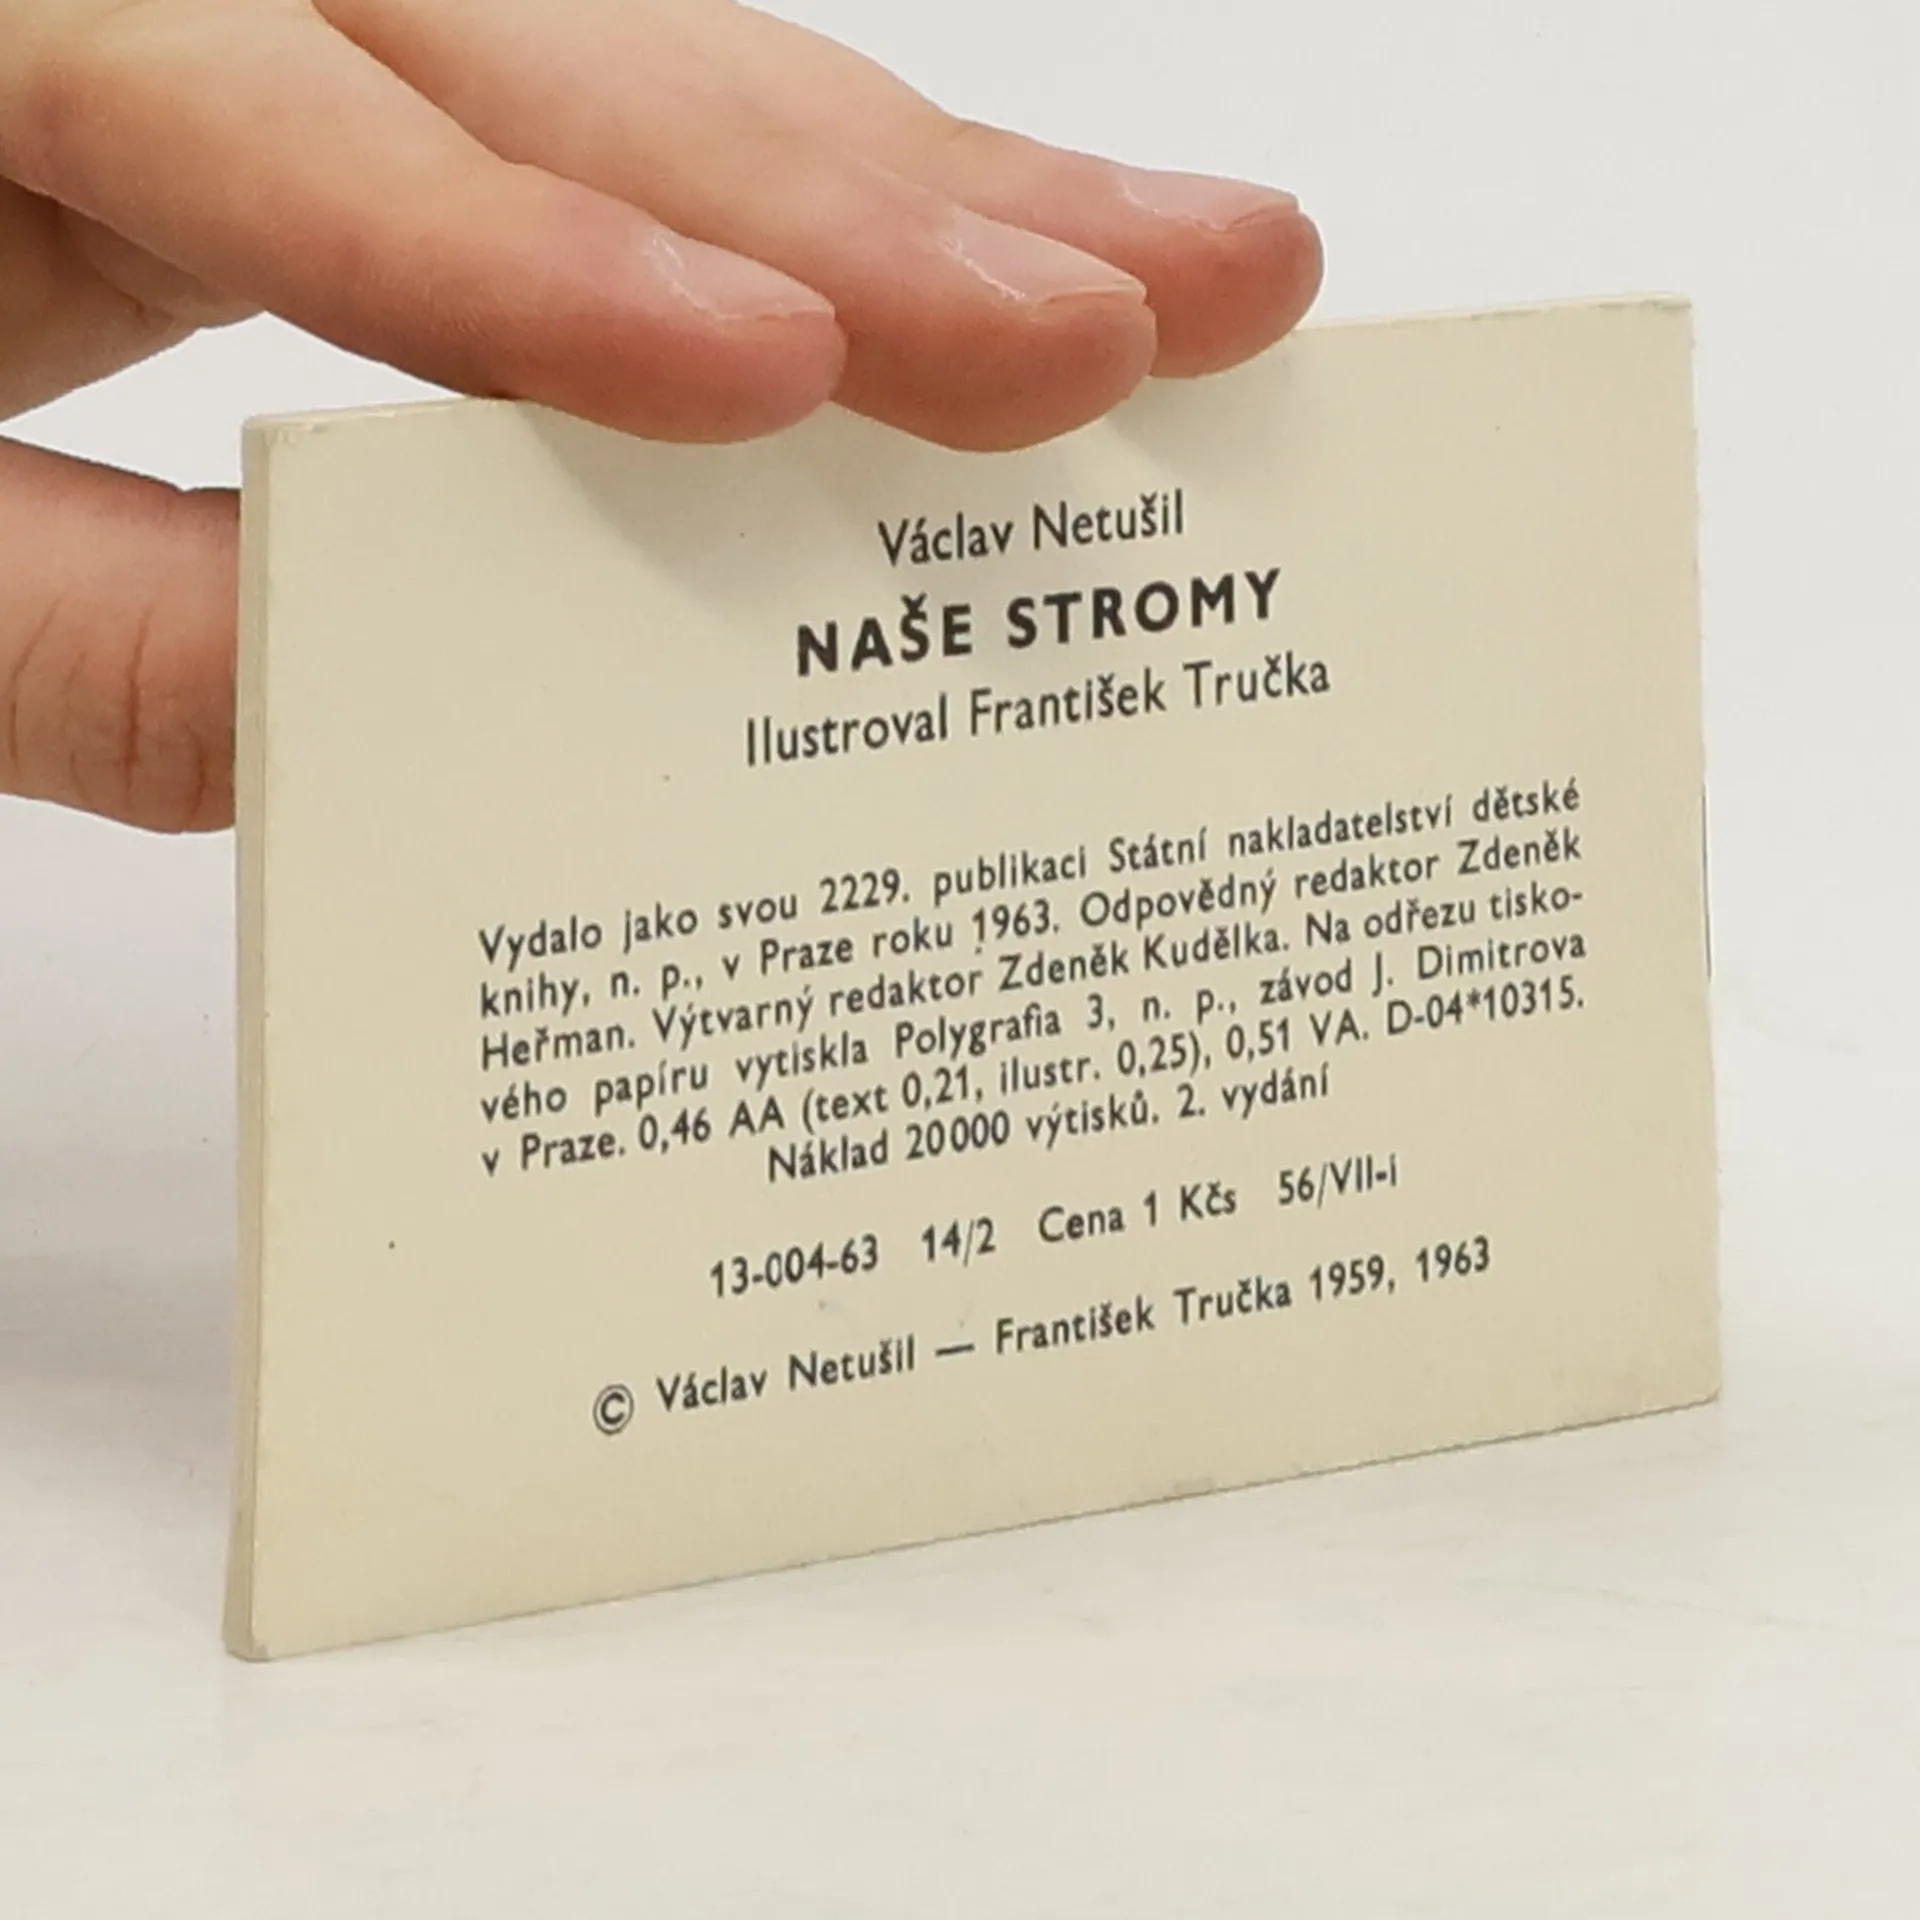 Václav Netušil
NAŠE STROMY
Ilustroval František Tručka
Vydalo jako svou 2229. publikaci Státní nakladatelství dětské
knihy, n. p., v Praze roku 1963. Odpovědný redaktor Zdeněk
Heřman. Výtvarný redaktor Zdeněk Kudělka. Na odřezu tisko-
vého papíru vytiskla Polygrafia 3, n. p., závod J. Dimitrova
v Praze. 0,46 AA (text 0,21, ilustr. 0,25), 0,51 VA. D-04*10315.
Náklad 20000 výtisků. 2. vydání
13-004-63 14/2 Cena 1 Kčs 56/VII-i
© Václav Netušil — František Tručka 1959, 1963